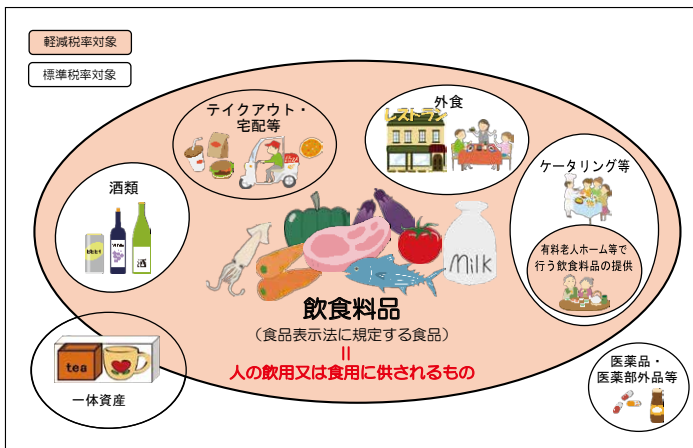 軽減税率対象
標準税率対象
テイクアウト・
宅配等
外食
レストラン
ケータリング等
酒類
酒
有料老人ホーム等で
行う飲食料品の提供
Milk
飲食料品
(食品表示法に規定する食品)
=
人の飲用又は食用に供されるもの
tea
一体資産
医薬品・
医薬部外品等